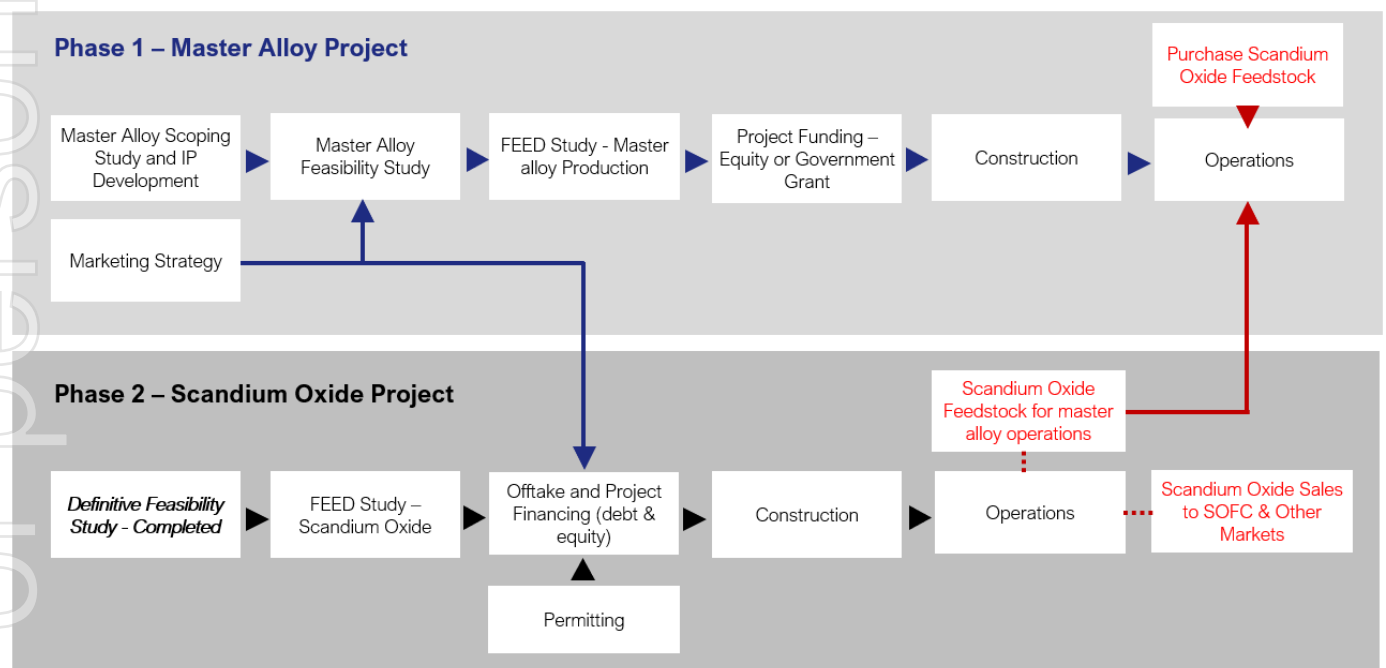 Phase 1 – Master Alloy Project
Purchase Scandium
Oxide Feedstock
Master Alloy Scoping
Study and IP
Development
Master Alloy
Feasibility Study
FEED Study - Master
alloy Production
Project Funding –
Equity or Government
Grant
Construction
Operations
Marketing Strategy
Phase 2 – Scandium Oxide Project
Scandium Oxide
Feedstock for master
alloy operations
Definitive Feasibility
Study - Completed
FEED Study –
Scandium Oxide
Offtake and Project
Financing (debt &
equity)
Construction
Operations
Scandium Oxide Sales
to SOFC & Other
Markets
Permitting